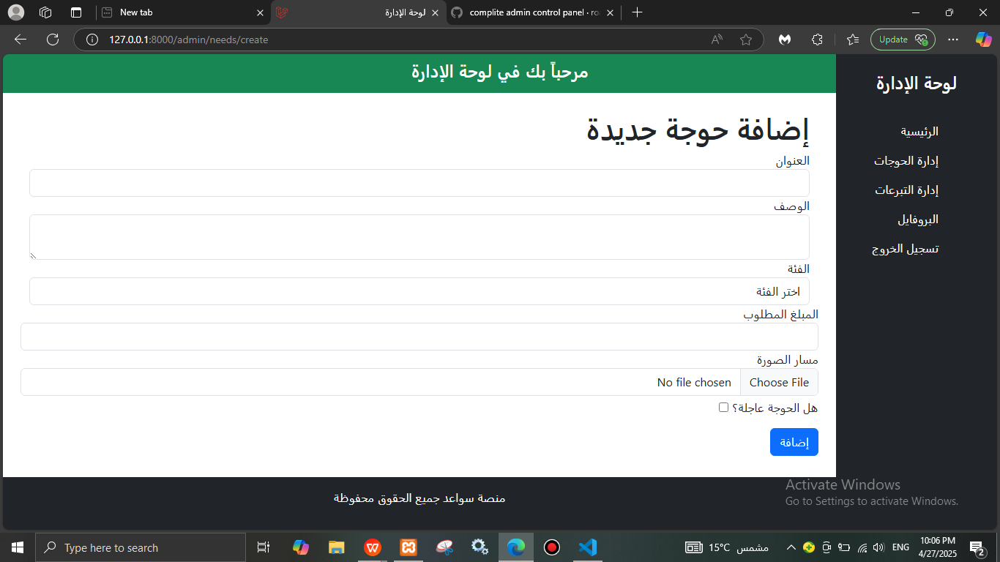 New tab
لوحة الإدارة
complite admin control panel · ro
127.0.0.1:8000/admin/needs/create
Update
مرحباً بك في لوحة الإدارة
لوحة الإدارة
الرئيسية
إدارة الحوجات
إدارة التبرعات
البروفايل
تسجيل الخروج
إضافة حوجة جديدة
العنوان
الوصف
الفئة
اختر الفئة
المبلغ المطلوب
مسار الصورة
Choose File No file chosen
هل الحوجة عاجلة؟
إضافة
منصة سواعد جميع الحقوق محفوظة
Activate Windows
Go to Settings to activate Windows.
Type here to search
15°C مشمس
ENG
10:06 PM
4/27/2025
2